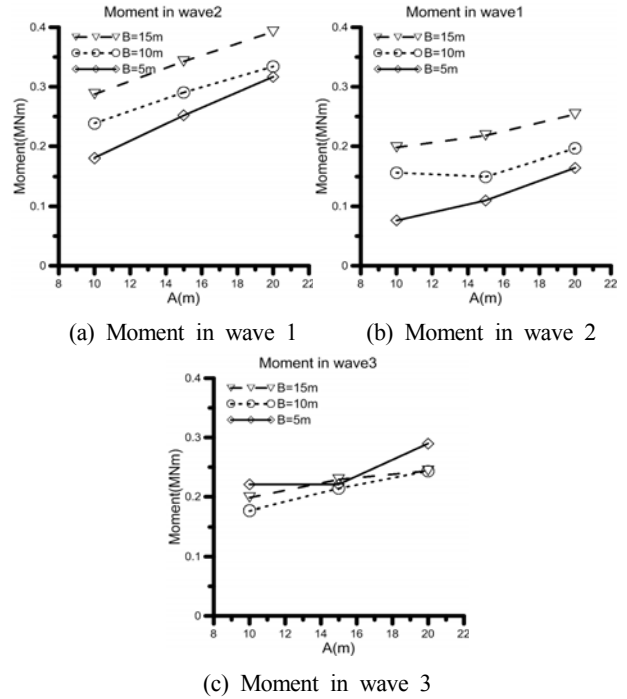 Moment in wave2
B=15m
B=10m
B=5m
0.4
0.3
0.2
0.1
0
Moment(MNm)
8 10 12 14 16 18 20 22
A(m)
(a) Moment in wave 1
Moment in wave1
B=15m
B=10m
B=5m
0.4
0.3
0.2
0.1
0
Moment(MNm)
8 10 12 14 16 18 20 22
A(m)
(b) Moment in wave 2
Moment in wave3
B=15m
B=10m
B=5m
0.4
0.3
0.2
0.1
0
Moment(MNm)
8 10 12 14 16 18 20 22
A(m)
(c) Moment in wave 3